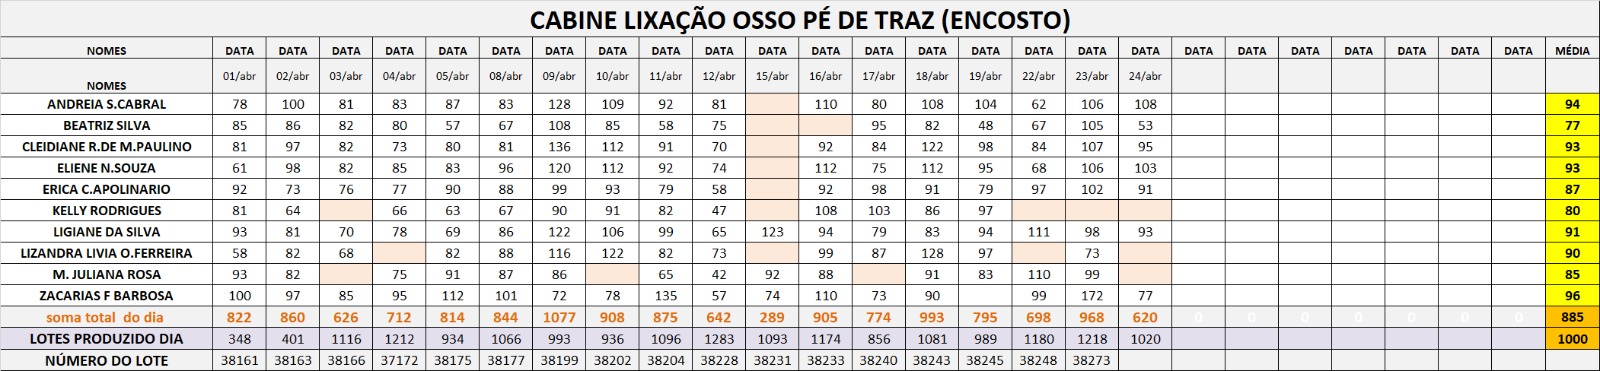 CABINE LIXAÇÃO OSSO PÉ DE TRAZ (ENCOSTO)
NOMES DATA DATA DATA DATA DATA DATA DATA DATA DATA DATA DATA DATA DATA DATA DATA DATA DATA DATA DATA DATA DATA DATA DATA DATA DATA MÉDIA
NOMES 01/abr 02/abr 03/abr 04/abr 05/abr 08/abr 09/abr 10/abr 11/abr 12/abr 15/abr 16/abr 17/abr 18/abr 19/abr 22/abr 23/abr 24/abr
ANDREIA S.CABRAL 78 100 81 83 87 83 128 109 92 81 110 80 108 104 62 106 108 94
BEATRIZ SILVA 85 86 82 80 57 67 108 85 58 75 95 82 48 67 105 53 77
CLEIDIANE R.DE M.PAULINO 81 97 82 73 80 81 136 112 91 70 92 84 122 98 84 107 95 93
ELIENE N.SOUZA 61 98 82 85 83 96 120 112 92 74 112 75 112 95 68 106 103 93
ERICA C.APOLINARIO 92 73 76 77 90 88 99 93 79 58 92 98 91 79 97 102 91 87
KELLY RODRIGUES 81 64 66 63 67 90 91 82 47 108 103 86 97 80
LIGIANE DA SILVA 93 81 70 78 69 86 122 106 99 65 123 94 79 83 94 111 98 93 91
LIZANDRA LIVIA O.FERREIRA 58 82 68 82 88 116 122 82 73 99 87 128 97 73 90
M. JULIANA ROSA 93 82 75 91 87 86 65 42 92 88 91 83 110 99 85
ZACARIAS F BARBOSA 100 97 85 95 112 101 72 78 135 57 74 110 73 90 99 172 77 96
soma total do dia 822 860 626 712 814 844 1077 908 875 642 289 905 774 993 795 698 968 620 0 0 0 0 0 0 0 885
LOTES PRODUZIDO DIA 348 401 1116 1212 934 1066 993 936 1096 1283 1093 1174 856 1081 989 1180 1218 1020 1000
NÚMERO DO LOTE 38161 38163 38166 37172 38175 38177 38199 38202 38204 38228 38231 38233 38240 38243 38245 38248 38273